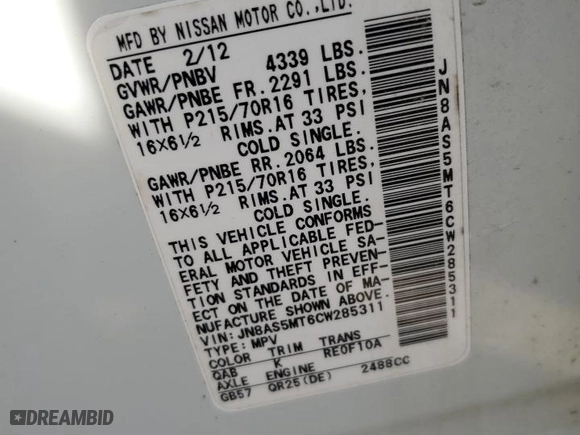 MFD BY NISSAN MOTOR CO.,LTD.
DATE 2/12
GVWR/PNBV 4339 LBS.
GAWR/PNBE FR.2291 LBS.
WITH P215/70R16 TIRES,
16X6½ RIMS.AT 33 PSI
COLD SINGLE.
GAWR/PNBE RR.2064 LBS.
WITH P215/70R16 TIRES,
16X6½ RIMS.AT 33 PSI
COLD SINGLE.
THIS VEHICLE CONFORMS
TO ALL APPLICABLE FED-
ERAL MOTOR VEHICLE SA-
FETY AND THEFT PREVEN-
TION STANDARDS IN EFF-
ECT ON THE DATE OF MA-
NUFACTURE SHOWN ABOVE.
VIN: JN8AS5MT6CW285311
TYPE: MPV
COLOR TRIM TRANS
QAB K RE0F10A
AXLE ENGINE
GB57 QR25(DE) 2488CC
JN8AS5MT6CW285311
DREAMBID